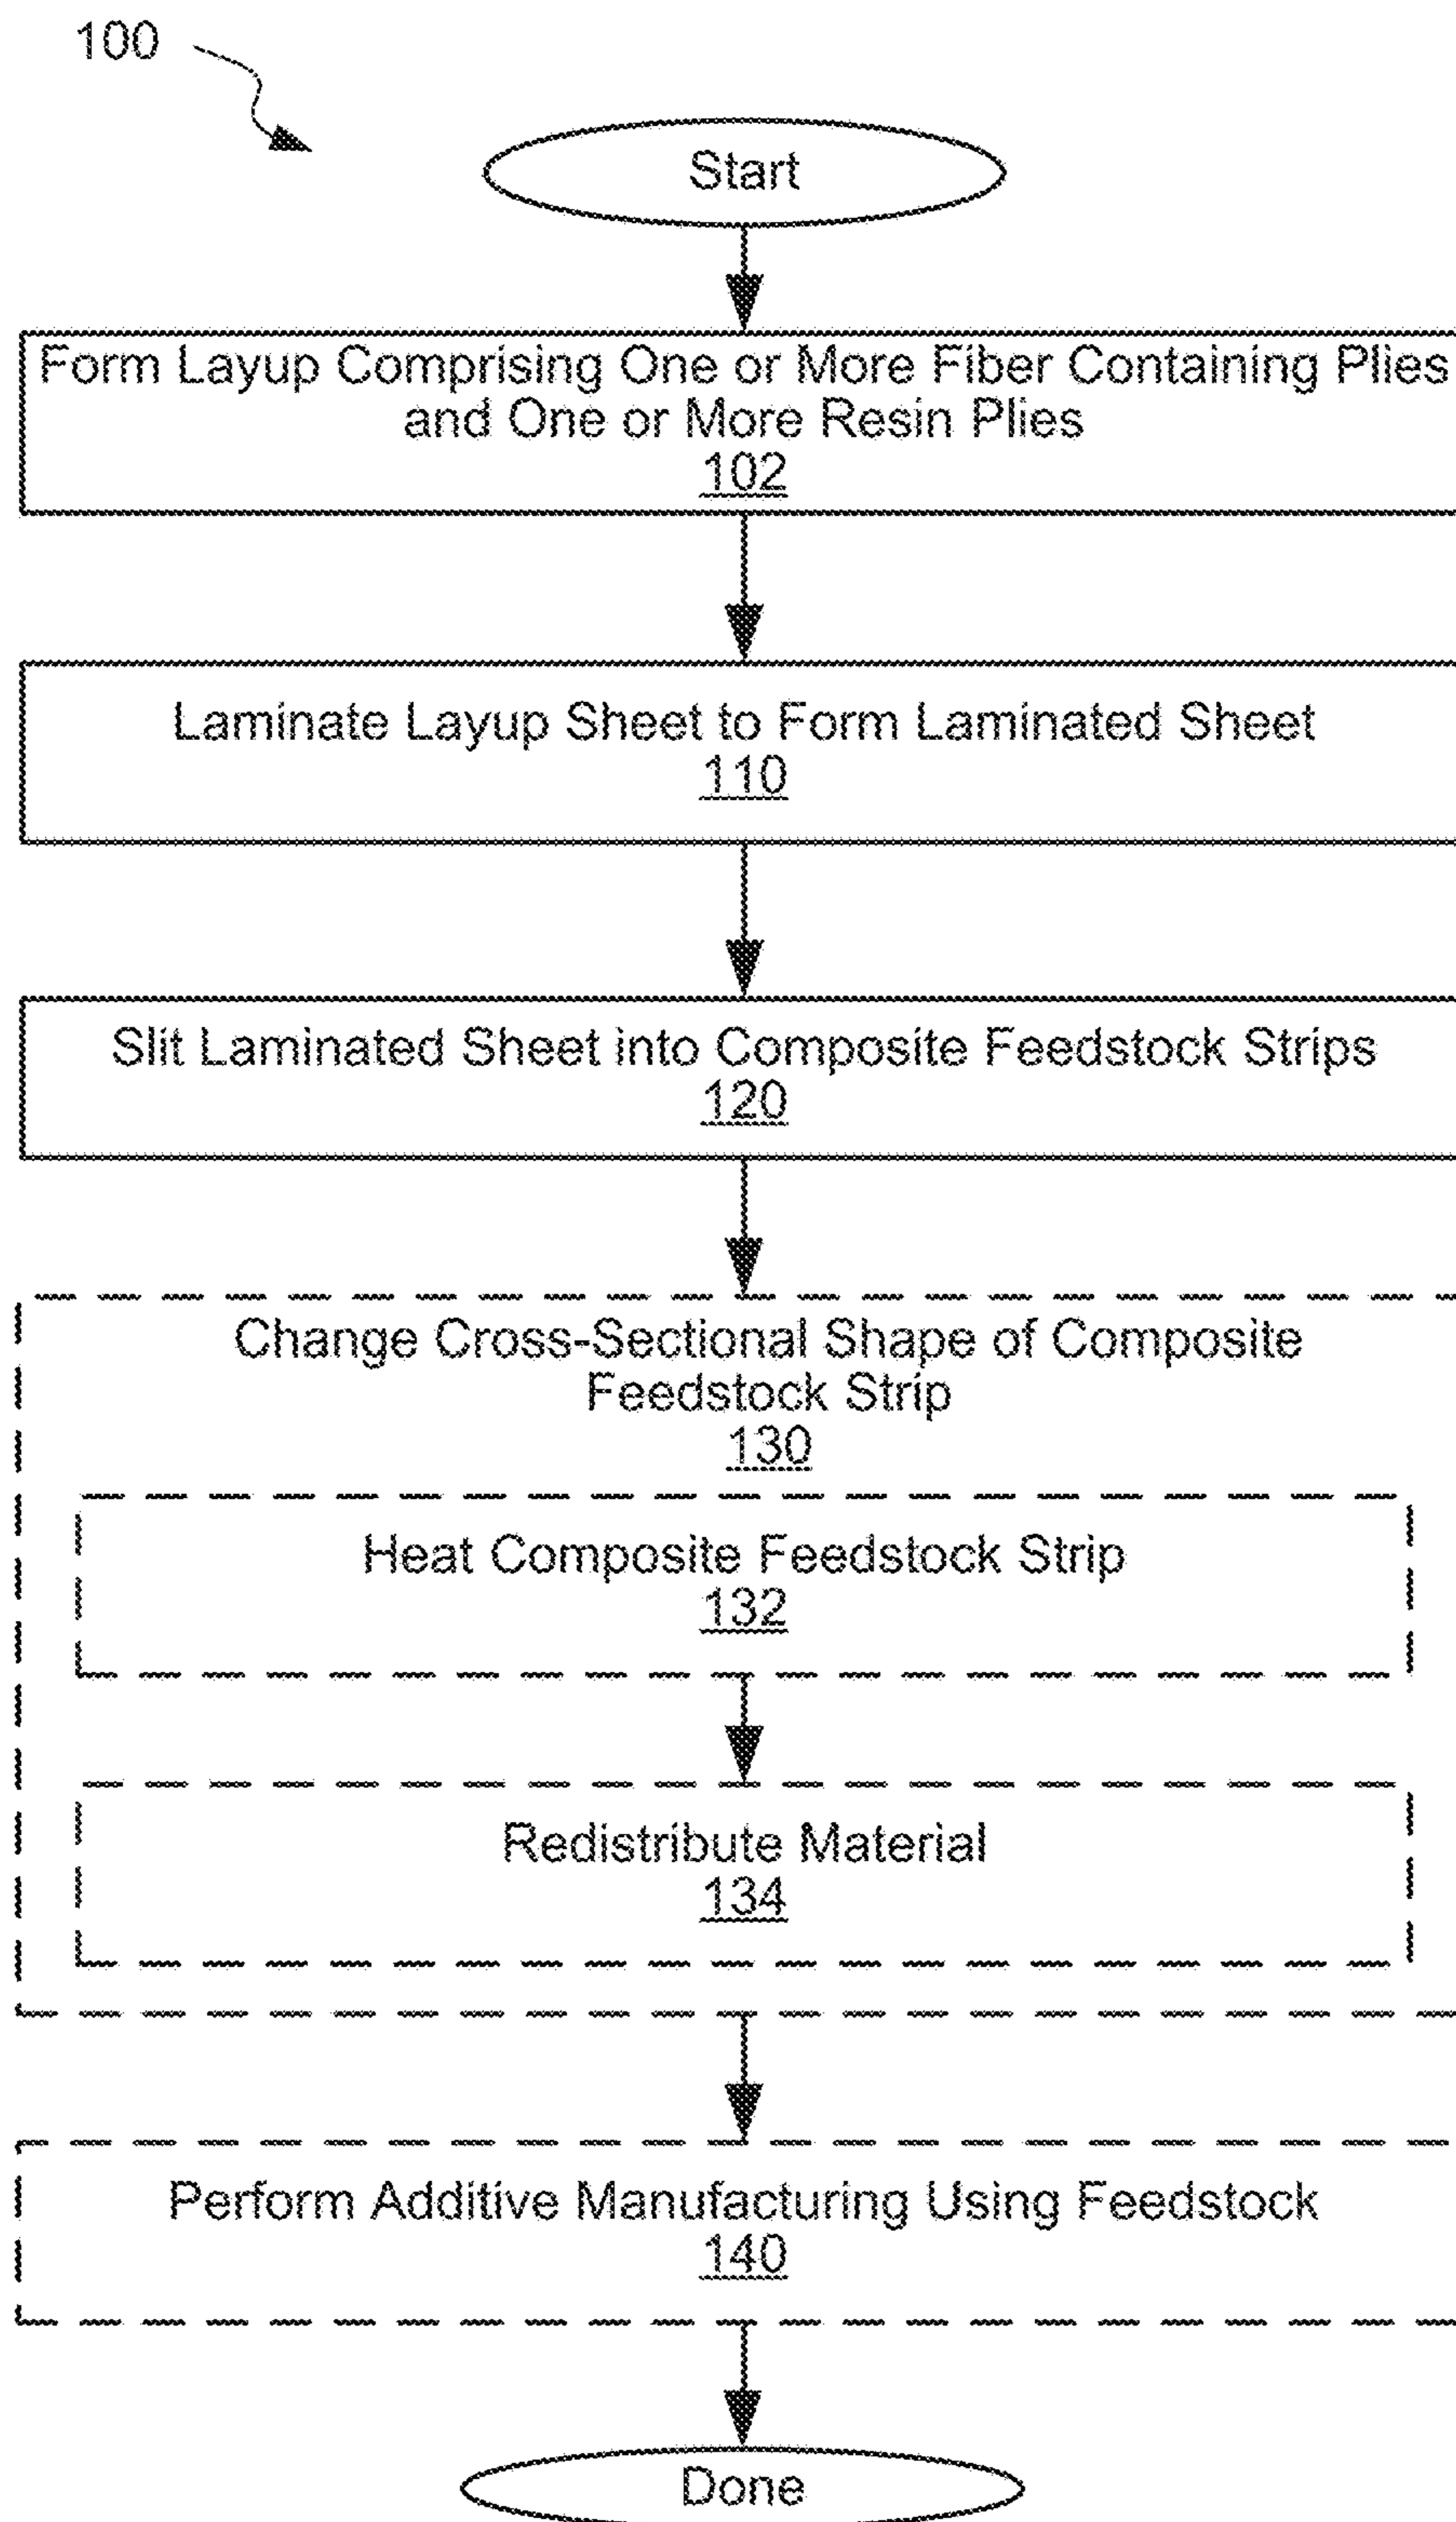 100
Start
Form Layup Comprising One or More Fiber Containing Plies
and One or More Resin Plies
102
Laminate Layup Sheet to Form Laminated Sheet
110
Slit Laminated Sheet into Composite Feedstock Strips
120
Change Cross-Sectional Shape of Composite
Feedstock Strip
130
Heat Composite Feedstock Strip
132
Redistribute Material
134
Perform Additive Manufacturing Using Feedstock
140
Done